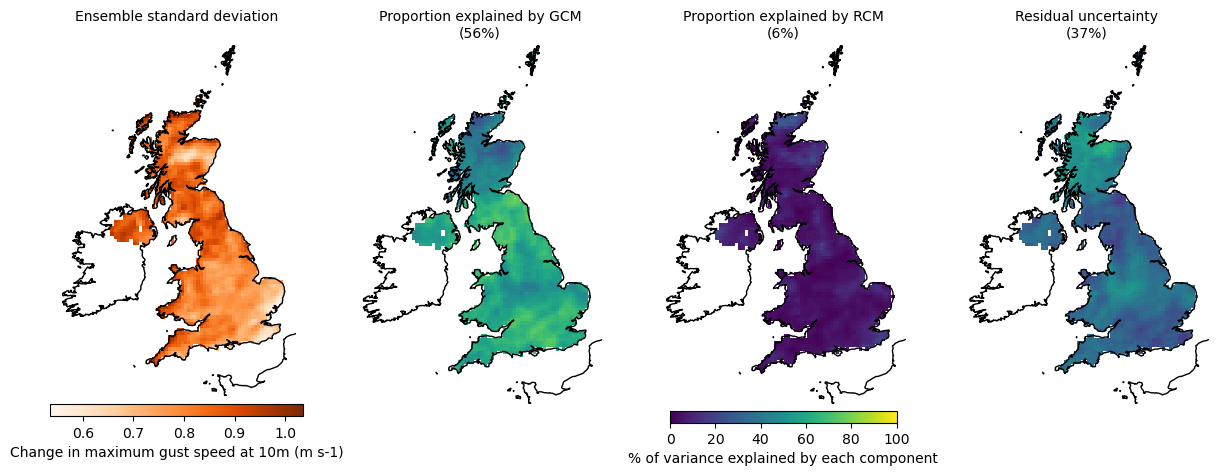 Ensemble standard deviation
Proportion explained by GCM
(56%)
Proportion explained by RCM
(6%)
Residual uncertainty
(37%)
0.6 0.7 0.8 0.9 1.0
Change in maximum gust speed at 10m (m s-1)
0 20 40 60 80 100
% of variance explained by each component